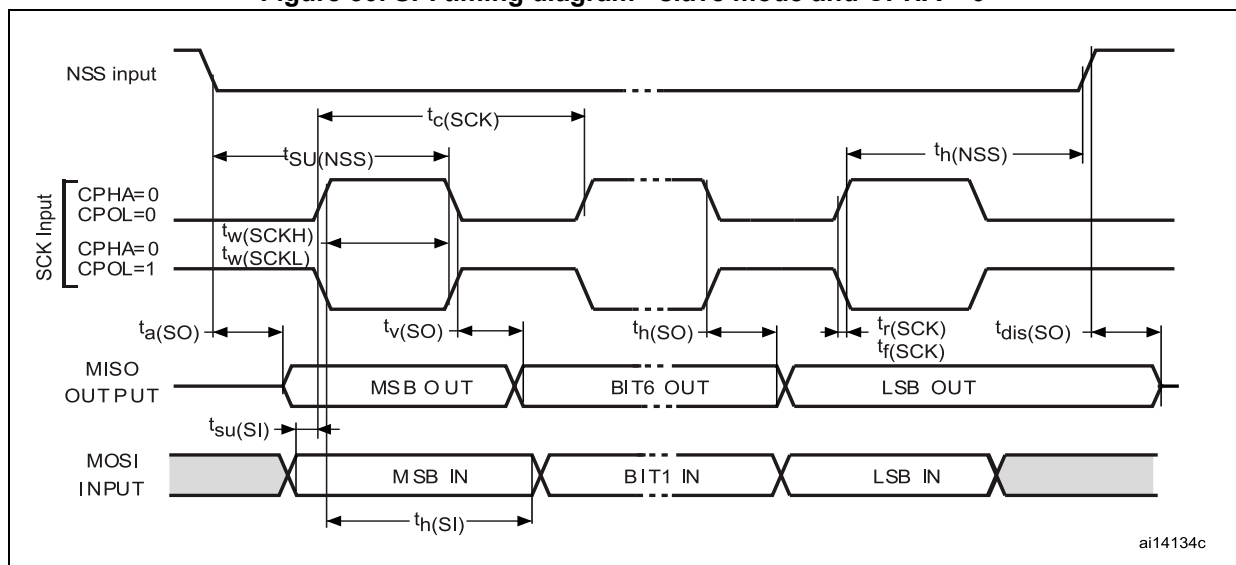 NSS input
tc(SCK)
tSU(NSS)
th(NSS)
SCK Input
CPHA=0
CPOL=0
tw(SCKH)
CPHA=0
tw(SCKL)
CPOL=1
ta(SO)
tv(SO)
th(SO)
tr(SCK)
tf(SCK)
tdis(SO)
MISO
OUTPUT
MSB OUT
BIT6 OUT
LSB OUT
tsu(SI)
MOSI
INPUT
MSB IN
BIT1 IN
LSB IN
th(SI)
ai14134c